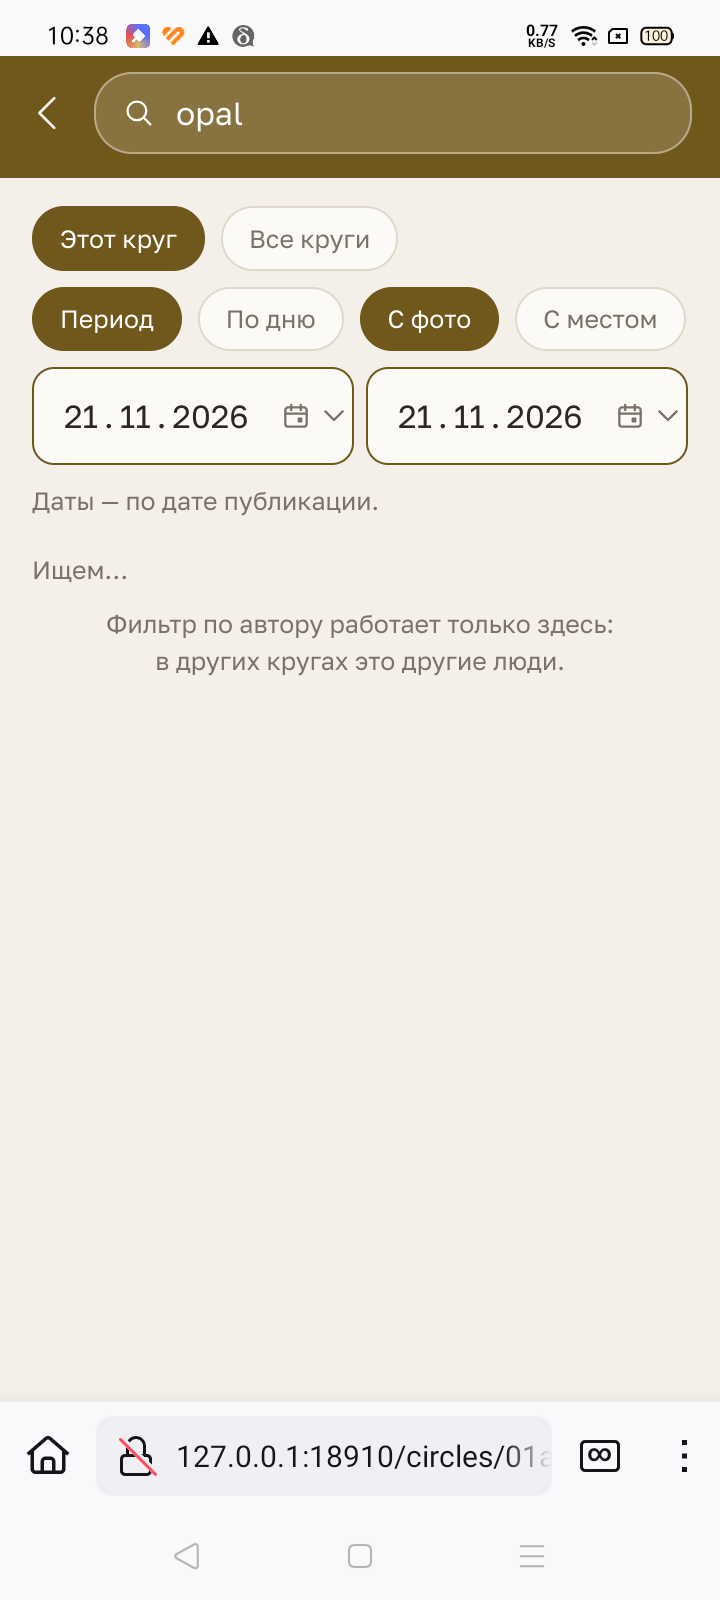 10:38
0.77
KB/S
100
opal
Этот круг
Все круги
Период
По дню
С фото
С местом
21.11.2026
21.11.2026
Даты — по дате публикации.
Ищем...
Фильтр по автору работает только здесь:
в других кругах это другие люди.
127.0.0.1:18910/circles/01a